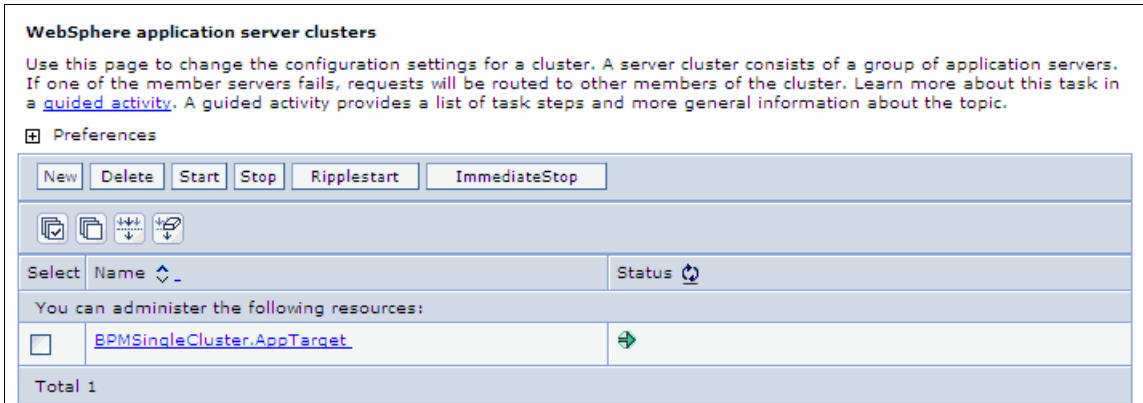 WebSphere application server clusters
Use this page to change the configuration settings for a cluster. A server cluster consists of a group of application servers.
If one of the member servers fails, requests will be routed to other members of the cluster. Learn more about this task in
a guided activity. A guided activity provides a list of task steps and more general information about the topic.
Preferences
New Delete Start Stop Ripplestart ImmediateStop
Select Name Status
You can administer the following resources:
BPMSingleCluster.AppTarget
Total 1